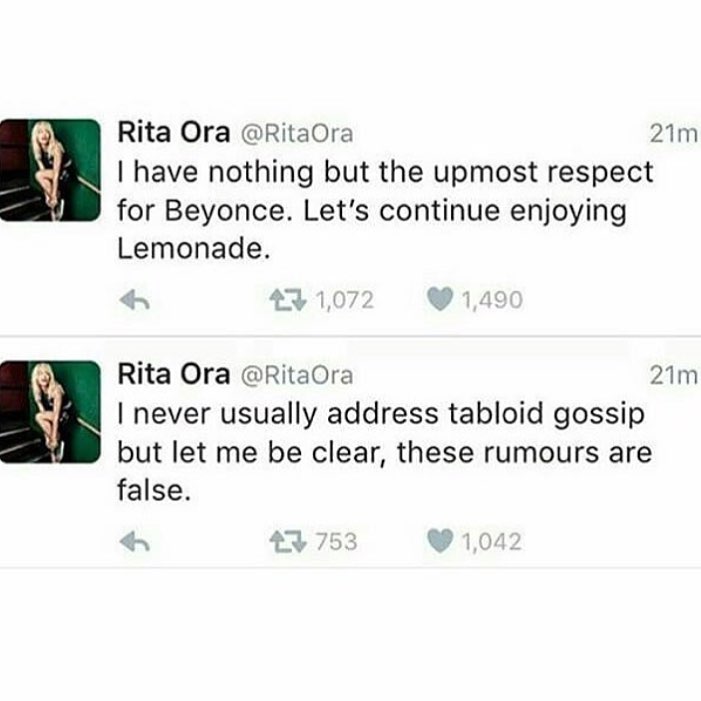 Rita Ora @RitaOra 21m
I have nothing but the upmost respect
for Beyonce. Let's continue enjoying
Lemonade.
1,072 1,490
Rita Ora @RitaOra 21m
I never usually address tabloid gossip
but let me be clear, these rumours are
false.
753 1,042